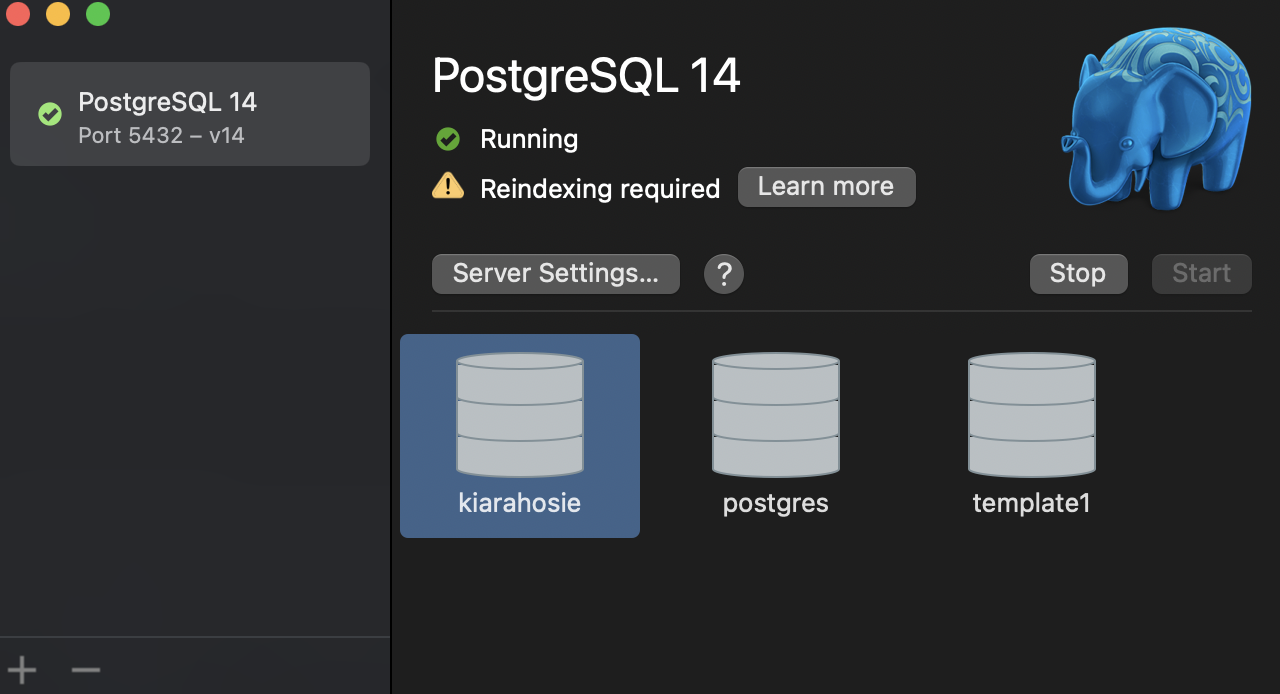 PostgreSQL 14
Port 5432 – v14
PostgreSQL 14
Running
Reindexing required
Learn more
Server Settings...
?
Stop
Start
kiarahosie
postgres
template1